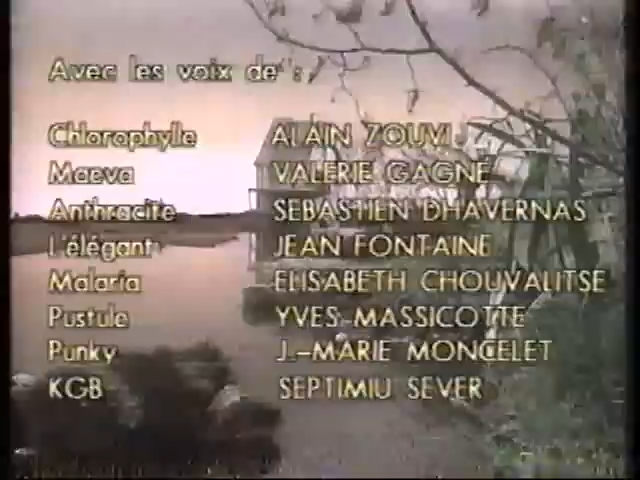 Avec les voix de :
Chlorophylle ALAIN ZOUVI
Maeva VALERIE GAGNE
Anthracite SEBASTIEN DHAVERNAS
L'élégant JEAN FONTAINE
Malaria ELISABETH CHOUVALITSE
Pustule YVES MASSICOTTE
Punky J.-MARIE MONCELET
KGB SEPTIMIU SEVER